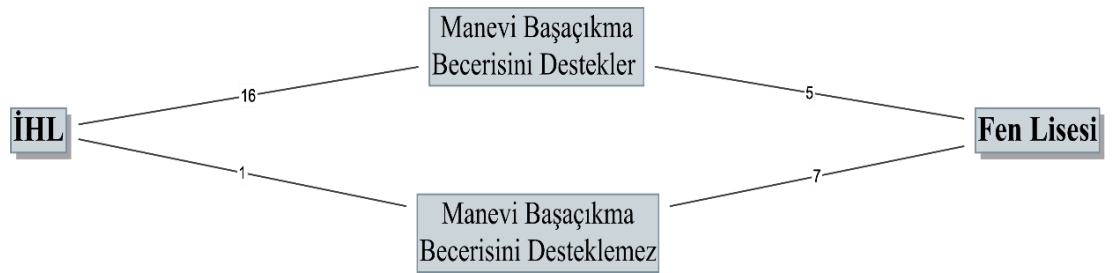 Manevi Başaçıkma
Becerisini Destekler
16
5
İHL
Fen Lisesi
1
7
Manevi Başaçıkma
Becerisini Desteklemez